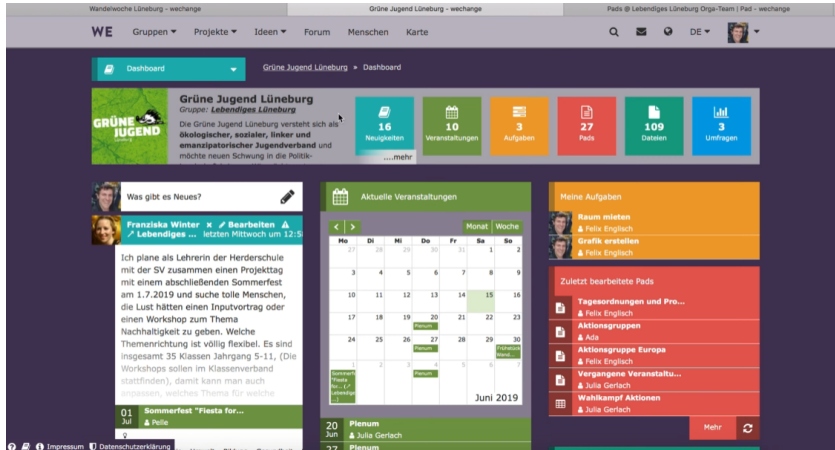 Wandelwoche Lüneburg - wechange
Grüne Jugend Lüneburg - wechange
Pads @ Lebendiges Lüneburg Orga-Team | Pad - wechange
WE
Gruppen
Projekte
Ideen
Forum
Menschen
Karte
DE
Dashboard
Grüne Jugend Lüneburg » Dashboard
GRÜNE
JUGEND
Grüne Jugend Lüneburg
Gruppe: Lebendiges Lüneburg
Die Grüne Jugend Lüneburg versteht sich als
ökologischer, sozialer, linker und
emanzipatorischer Jugendverband und
möchte neuen Schwung in die Politik-
....mehr
16
Neuigkeiten
10
Veranstaltungen
3
Aufgaben
27
Pads
109
Dateien
3
Umfragen
Was gibt es Neues?
Franziska Winter × Bearbeiten
Lebendiges ... letzten Mittwoch um 12:5
Ich plane als Lehrerin der Herderschule
mit der SV zusammen einen Projekttag
mit einem abschließenden Sommerfest
am 1.7.2019 und suche tolle Menschen,
die Lust hätten einen Inputvortrag oder
einen Workshop zum Thema
Nachhaltigkeit zu geben. Welche
Themenrichtung ist völlig flexibel. Es sind
insgesamt 35 Klassen Jahrgang 5-11, (Die
Workshops sollen im Klassenverband
stattfinden), damit kann man auch
anpassen, welches Thema für welche
01
Jul
Sommerfest "Fiesta for...
Pelle
Aktuelle Veranstaltungen
< >
Monat Woche
Mo Di Mi Do Fr Sa So
27 28 29 30 31 1 2
3 4 5 6 7 8 9
10 11 12 13 14 15 16
17 18 19 20 21 22 23
Plenum
24 25 26 27 28 29 30
Plenum
Frühstück
Wand...
1 2 3 4 5 6 7
Sommerf
"Fiesta
for...
Lebendige
...)
Plenum
Juni 2019
20
Jun
Plenum
Julia Gerlach
27
Plenum
Meine Aufgaben
Raum mieten
Felix Englisch
Grafik erstellen
Felix Englisch
Zuletzt bearbeitete Pads
Tagesordnungen und Pro...
Felix Englisch
Aktionsgruppen
Ada
Aktionsgruppe Europa
Felix Englisch
Vergangene Veranstaltu...
Julia Gerlach
Wahlkampf Aktionen
Julia Gerlach
Mehr
Impressum
Datenschutzerklärung